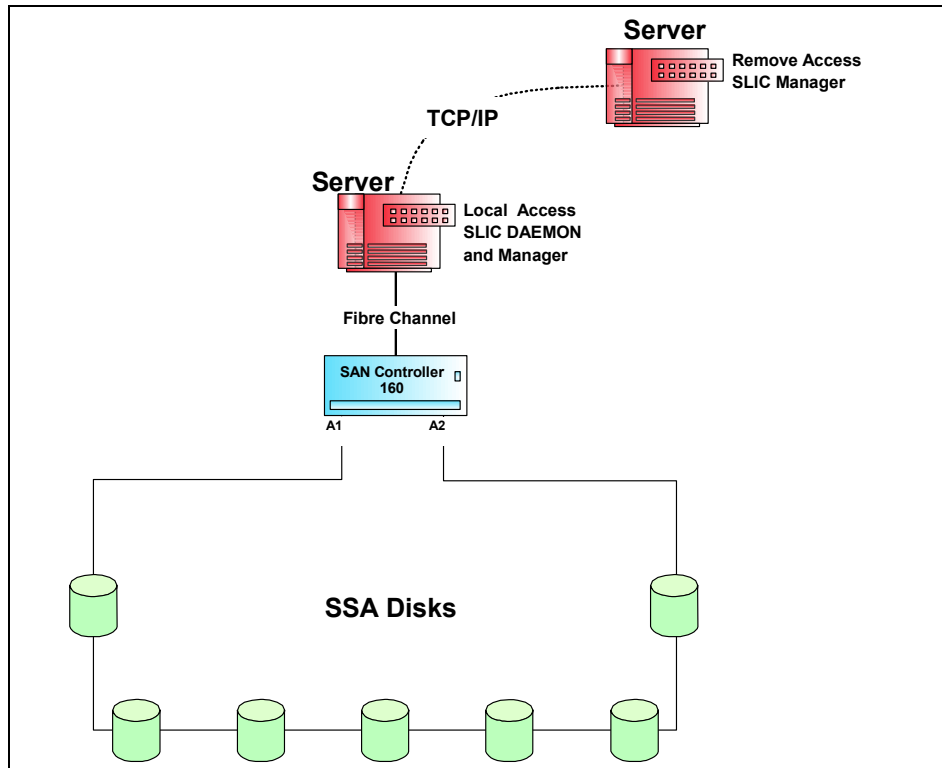 Server
Remove Access
SLIC Manager
TCP/IP
Server
Local Access
SLIC DAEMON
and Manager
Fibre Channel
SAN Controller
160
A1
A2
SSA Disks